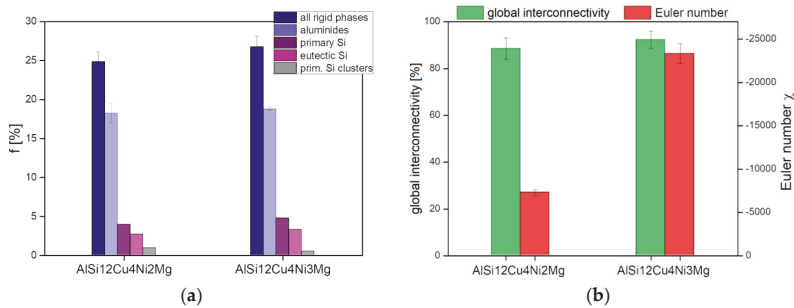 all rigid phases
aluminides
primary Si
eutectic Si
prim. Si clusters
30
25
20
15
10
5
0
f [%]
AlSi12Cu4Ni2Mg
AlSi12Cu4Ni3Mg
(a)
global interconnectivity
Euler number
100
80
60
40
20
0
global interconnectivity [%]
-25000
-20000
-15000
-10000
-5000
0
Euler number χ
AlSi12Cu4Ni2Mg
AlSi12Cu4Ni3Mg
(b)